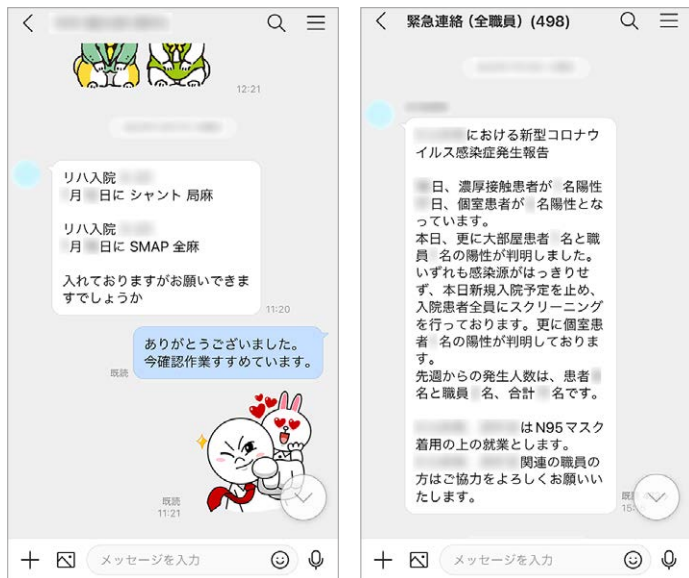 12:21
リハ入院
月 日に シャント 局麻
リハ入院
月 日に SMAP 全麻
入れておりますがお願いできま
すでしょうか
11:20
ありがとうございました。
今確認作業すすめています。
既読
既読
11:21
メッセージを入力
緊急連絡（全職員）(498)
における新型コロナウ
イルス感染症発生報告
日、濃厚接触患者が 名陽性
日、個室患者が 名陽性とな
っています。
本日、更に大部屋患者 名と職
員 名の陽性が判明しました。
いずれも感染源がはっきりせ
ず、本日新規入院予定を止め、
入院患者全員にスクリーニング
を行っております。更に個室患
者 名の陽性が判明しておりま
す。
先週からの発生人数は、患者
名と職員 名、合計 名です。
はN95マスク
着用の上の就業とします。
関連の職員の
方はご協力をよろしくお願いい
たします。
メッセージを入力